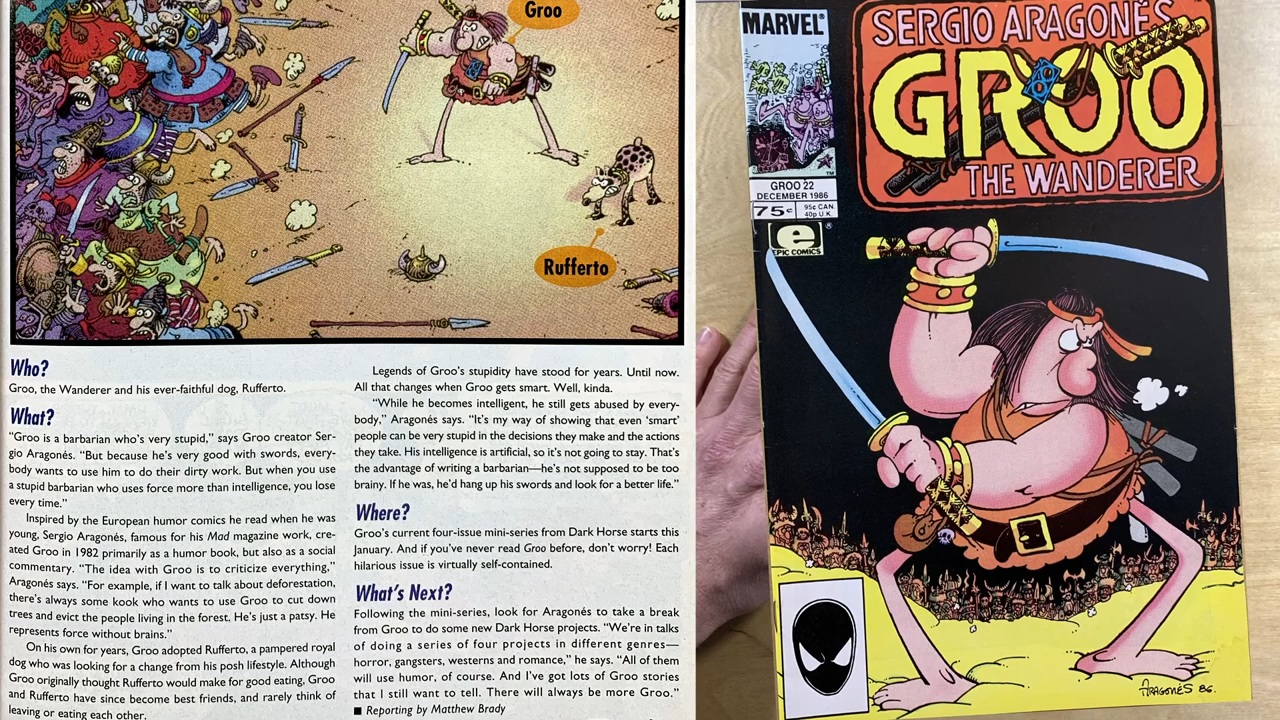 Groo
Rufferto
Who?
Groo, the Wanderer and his ever-faithful dog, Rufferto.
What?
“Groo is a barbarian who’s very stupid,” says Groo creator Ser-
gio Aragonés. “But because he’s very good with swords, every-
body wants to use him to do their dirty work. But when you use
a stupid barbarian who uses force more than intelligence, you lose
every time.”
Inspired by the European humor comics he read when he was
young, Sergio Aragonés, famous for his Mad magazine work, cre-
ated Groo in 1982 primarily as a humor book, but also as a social
commentary. “The idea with Groo is to criticize everything,”
Aragonés says. “For example, if I want to talk about deforestation,
there’s always some kook who wants to use Groo to cut down
trees and evict the people living in the forest. He’s just a patsy. He
represents force without brains.”
On his own for years, Groo adopted Rufferto, a pampered royal
dog who was looking for a change from his posh lifestyle. Although
Groo originally thought Rufferto would make for good eating, Groo
and Rufferto have since become best friends, and rarely think of
leaving or eating each other.
Legends of Groo’s stupidity have stood for years. Until now.
All that changes when Groo gets smart. Well, kinda.
“While he becomes intelligent, he still gets abused by every-
body,” Aragonés says. “It’s my way of showing that even ‘smart’
people can be very stupid in the decisions they make and the actions
they take. His intelligence is artificial, so it’s not going to stay. That’s
the advantage of writing a barbarian—he’s not supposed to be too
brainy. If he was, he’d hang up his swords and look for a better life.”
Where?
Groo’s current four-issue mini-series from Dark Horse starts this
January. And if you’ve never read Groo before, don’t worry! Each
hilarious issue is virtually self-contained.
What’s Next?
Following the mini-series, look for Aragonés to take a break
from Groo to do some new Dark Horse projects. “We’re in talks
of doing a series of four projects in different genres—
horror, gangsters, westerns and romance,” he says. “All of them
will use humor, of course. And I’ve got lots of Groo stories
that I still want to tell. There will always be more Groo.”
■ Reporting by Matthew Brady
MARVEL®
SERGIO ARAGONÉS
GROO
THE WANDERER
TM
GROO 22
DECEMBER 1986
75¢
95¢ CAN.
40p U.K.
e®
EPIC COMICS
ARAGONÉS 86.